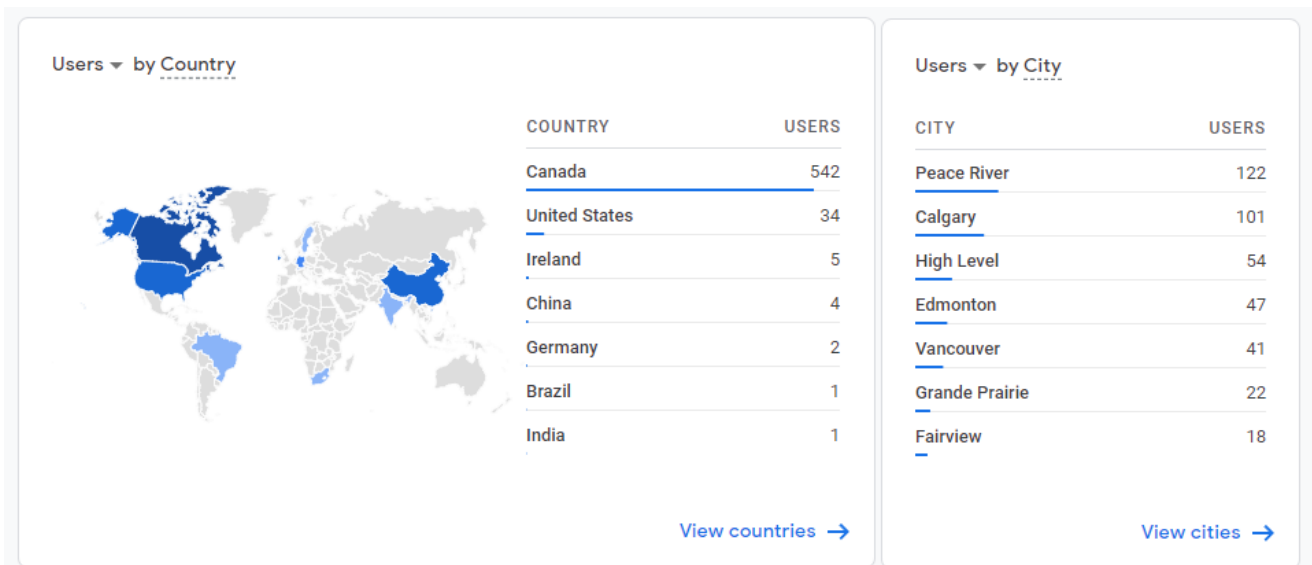 Users by Country
COUNTRY USERS
Canada 542
United States 34
Ireland 5
China 4
Germany 2
Brazil 1
India 1
View countries
Users by City
CITY USERS
Peace River 122
Calgary 101
High Level 54
Edmonton 47
Vancouver 41
Grande Prairie 22
Fairview 18
View cities